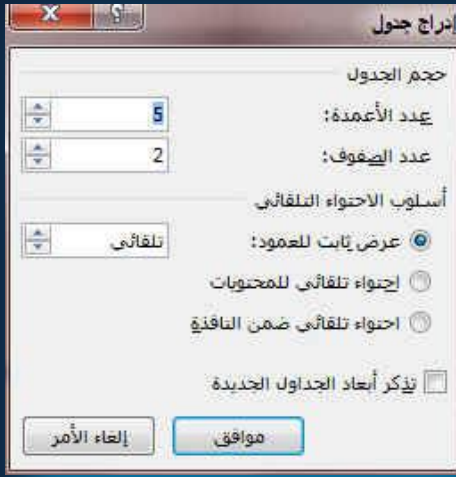 إدراج جدول
حجم الجدول
عدد الأعمدة: 5
عدد الصفوف: 2
أسلوب الاحتواء التلقائي
عرض ثابت للعمود: تلقائي
احتواء تلقائي للمحتويات
احتواء تلقائي ضمن النافذة
تذكر أبعاد الجداول الجديدة
موافق إلغاء الأمر